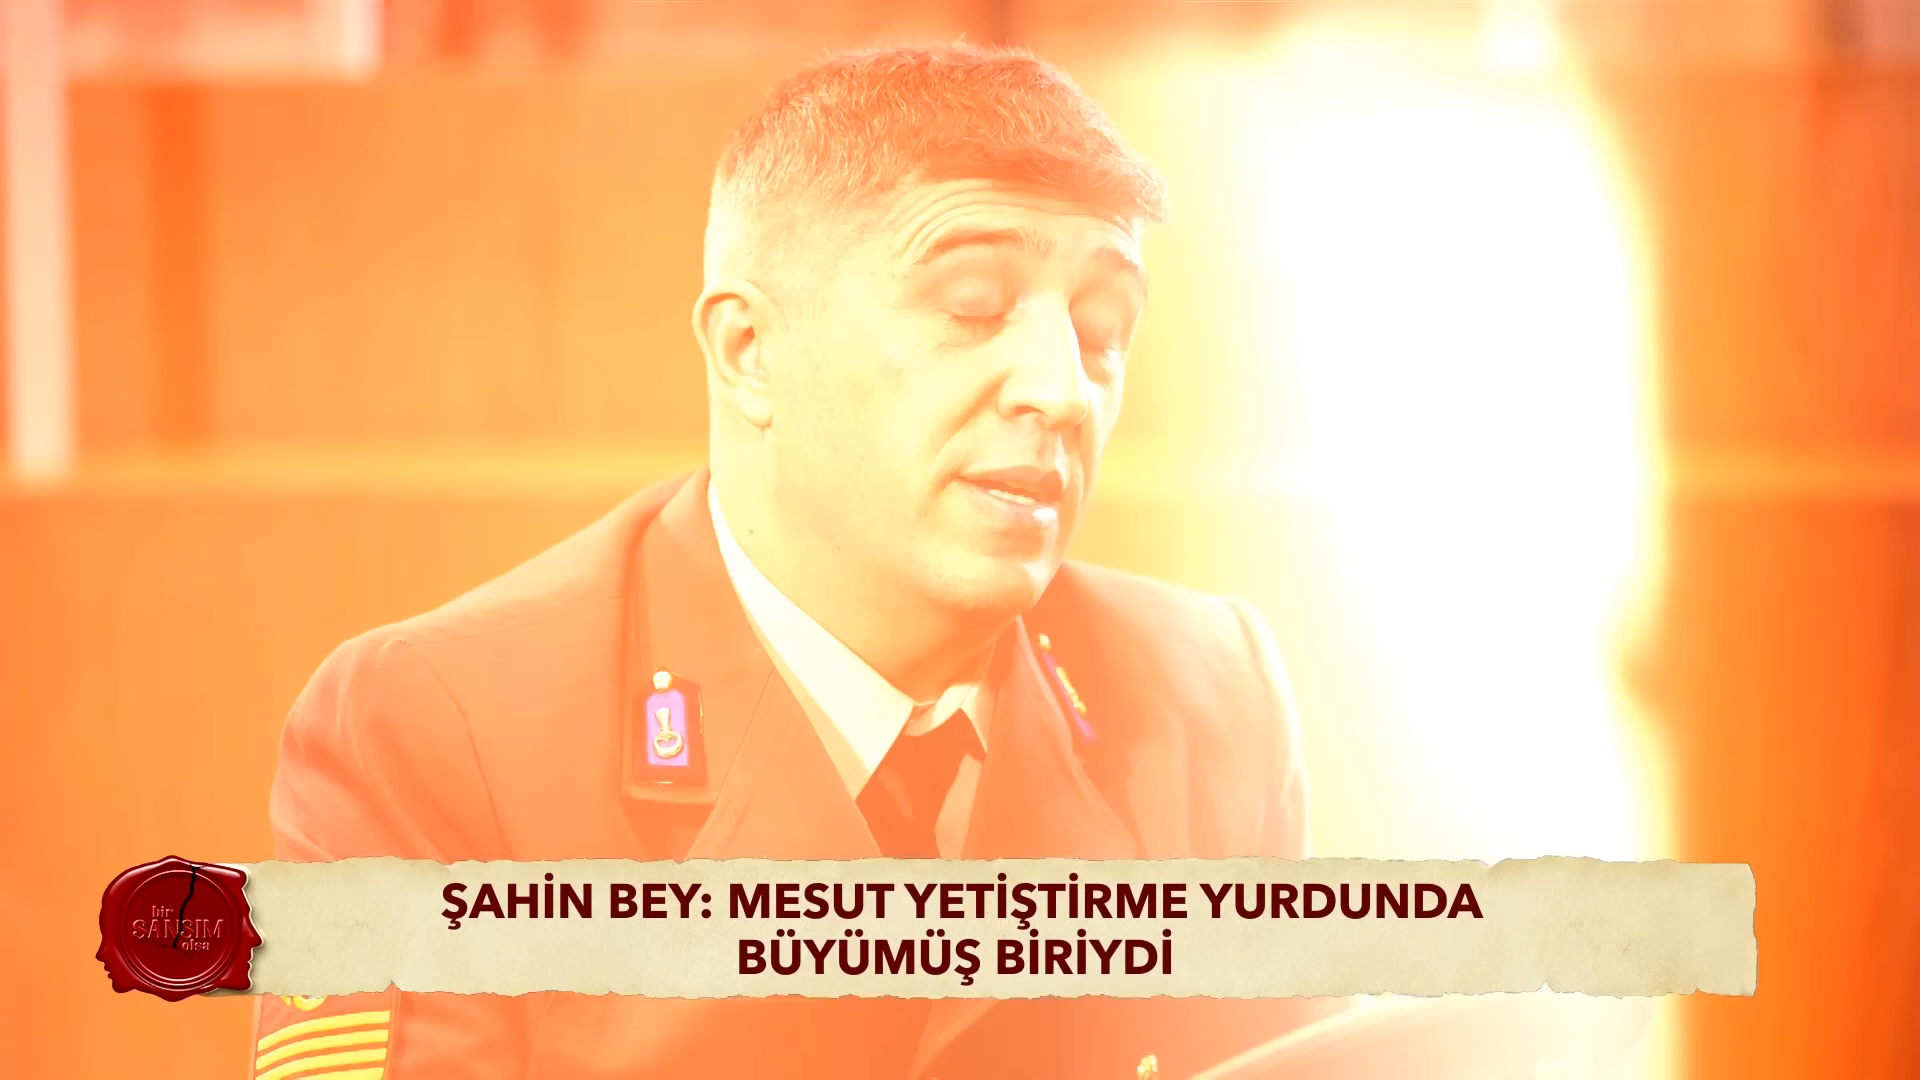 bir
ŞANSIM
olsa
ŞAHİN BEY: MESUT YETİŞTİRME YURDUNDA
BÜYÜMÜŞ BİRİYDİ